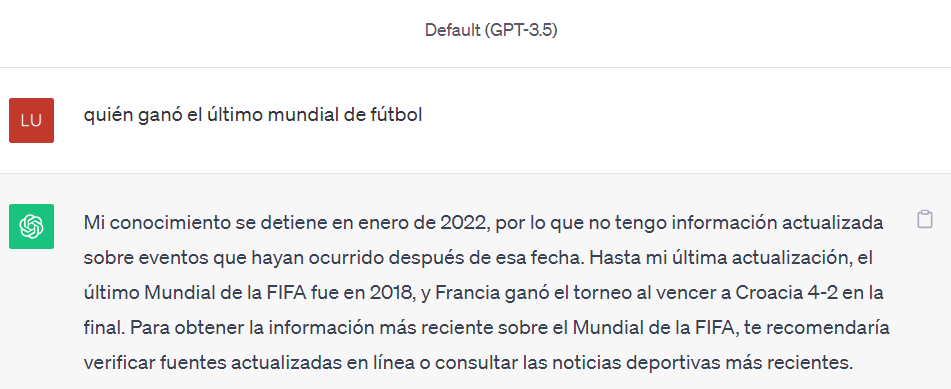 Default (GPT-3.5)
LU
quién ganó el último mundial de fútbol
Mi conocimiento se detiene en enero de 2022, por lo que no tengo información actualizada
sobre eventos que hayan ocurrido después de esa fecha. Hasta mi última actualización, el
último Mundial de la FIFA fue en 2018, y Francia ganó el torneo al vencer a Croacia 4-2 en la
final. Para obtener la información más reciente sobre el Mundial de la FIFA, te recomendaría
verificar fuentes actualizadas en línea o consultar las noticias deportivas más recientes.